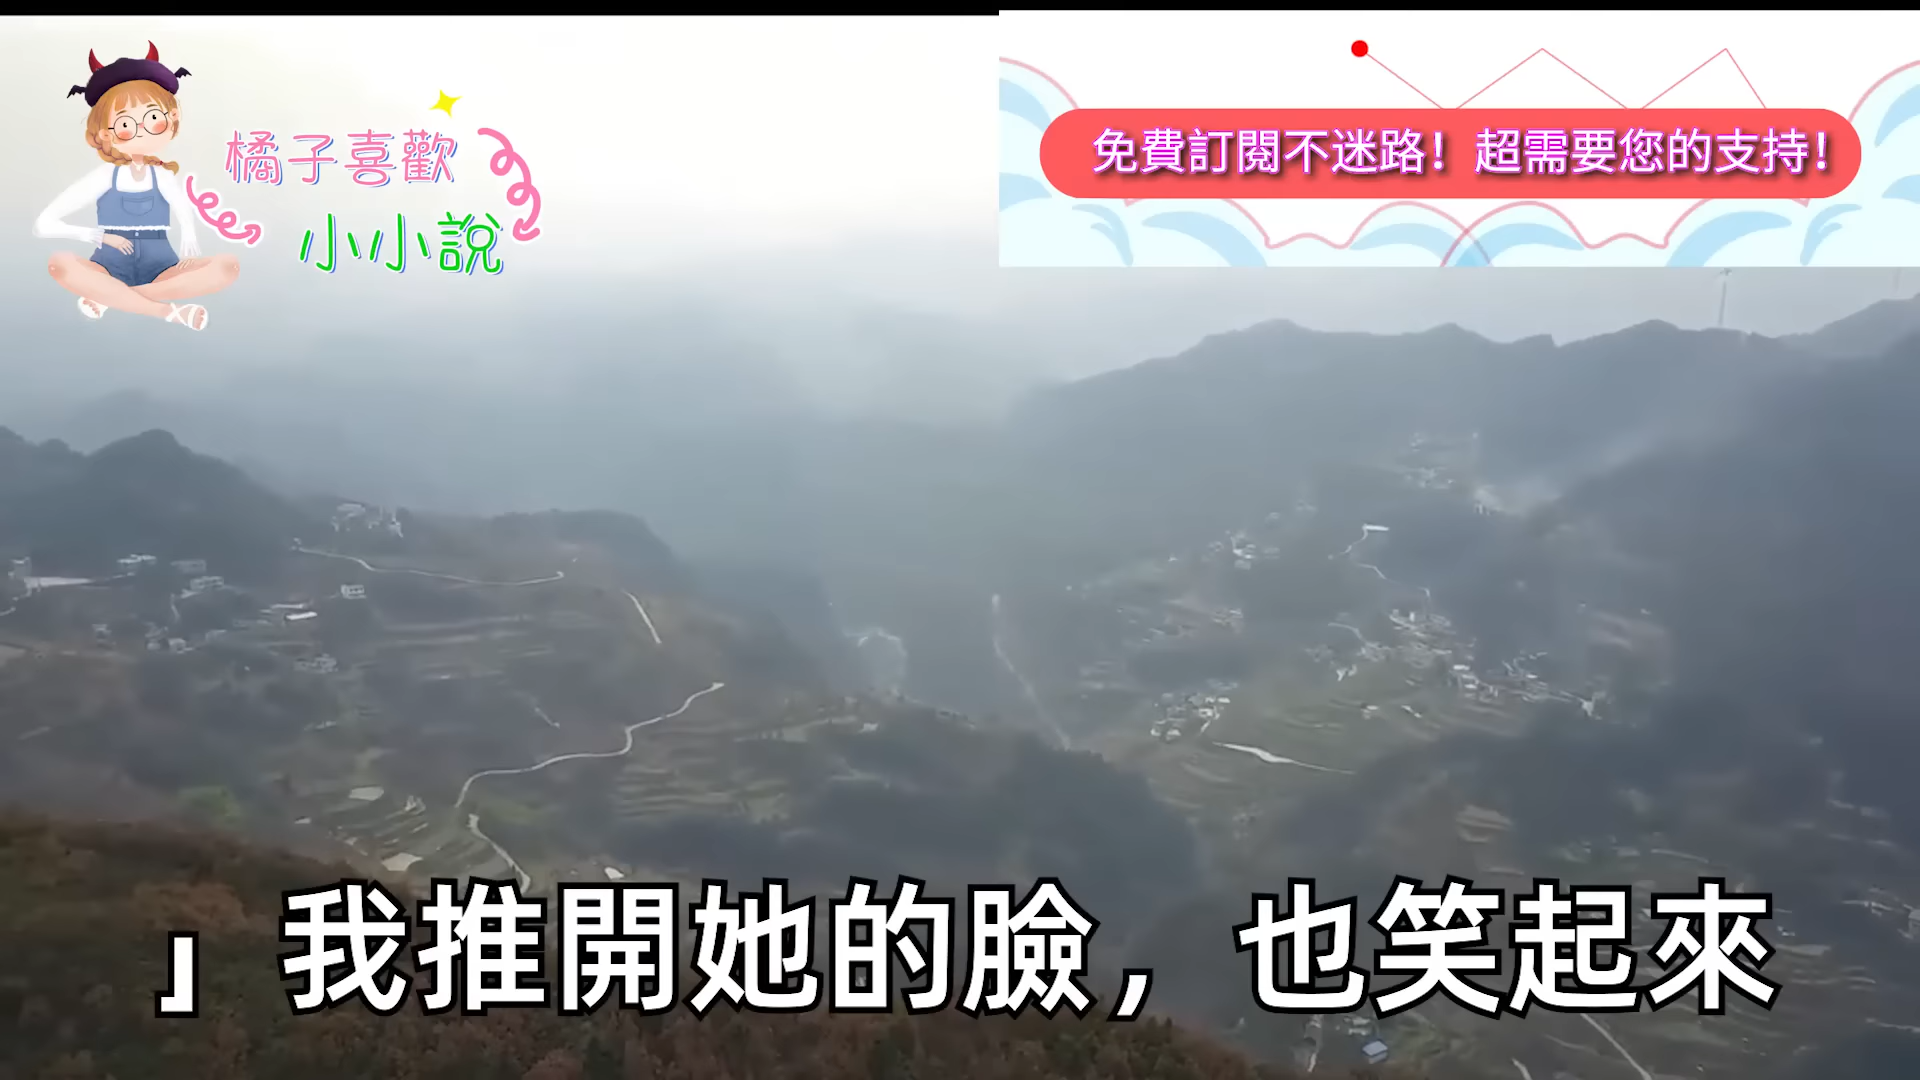 橘子喜歡
小小說
免費訂閱不迷路！超需要您的支持！
」我推開她的臉，也笑起來